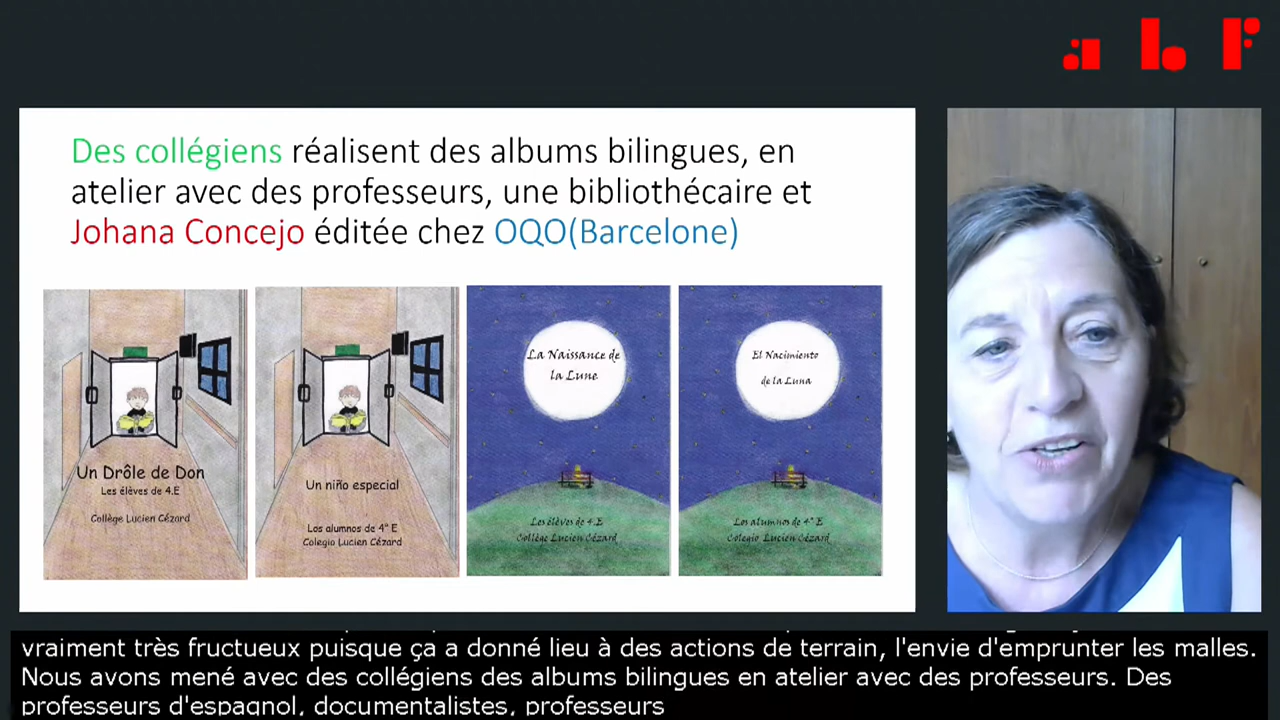 abf
Des collégiens réalisent des albums bilingues, en
atelier avec des professeurs, une bibliothécaire et
Johana Concejo éditée chez OQO(Barcelone)
Un Drôle de Don
Les élèves de 4.E
Collège Lucien Cézard
Un niño especial
Los alumnos de 4° E
Colegio Lucien Cézard
La Naissance de
la Lune
Les élèves de 4.E
Collège Lucien Cézard
El Nacimiento
de la Luna
Los alumnos de 4° E
Colegio Lucien Cézard
vraiment très fructueux puisque ça a donné lieu à des actions de terrain, l'envie d'emprunter les malles.
Nous avons mené avec des collégiens des albums bilingues en atelier avec des professeurs. Des
professeurs d'espagnol, documentalistes, professeurs